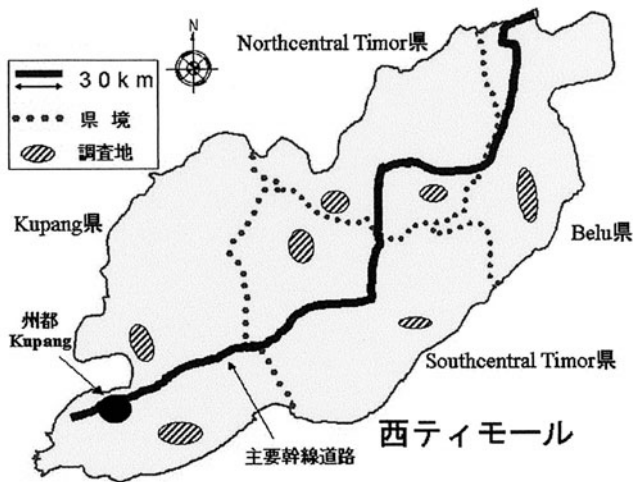 N
Northcentral Timor県
30km
県境
調査地
Kupang県
Belu県
州都
Kupang
Southcentral Timor県
西ティモール
主要幹線道路